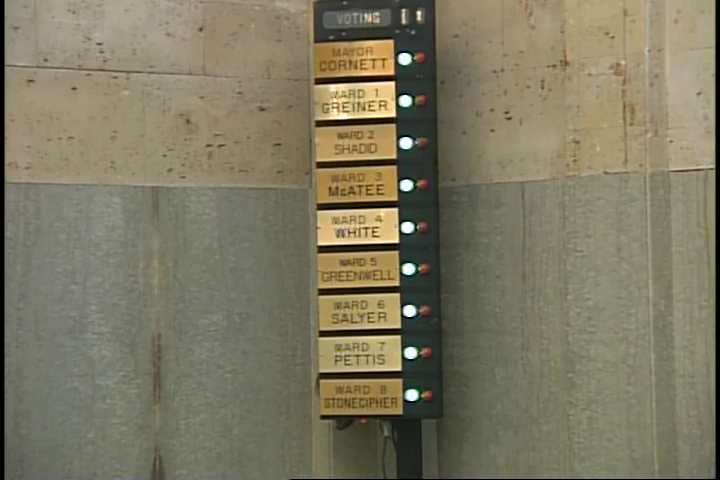 VOTING
MAYOR
CORNETT
WARD 1
GREINER
WARD 2
SHADID
WARD 3
McATEE
WARD 4
WHITE
WARD 5
GREENWELL
WARD 6
SALYER
WARD 7
PETTIS
WARD 8
STONECIPHER